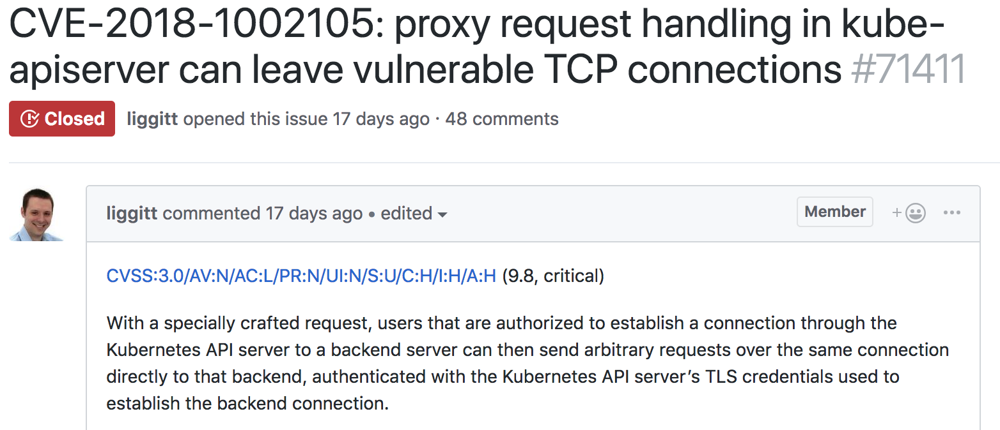 CVE-2018-1002105: proxy request handling in kube-
apiserver can leave vulnerable TCP connections #71411
Closed liggitt opened this issue 17 days ago · 48 comments
liggitt commented 17 days ago • edited Member
CVSS:3.0/AV:N/AC:L/PR:N/UI:N/S:U/C:H/I:H/A:H (9.8, critical)
With a specially crafted request, users that are authorized to establish a connection through the
Kubernetes API server to a backend server can then send arbitrary requests over the same connection
directly to that backend, authenticated with the Kubernetes API server’s TLS credentials used to
establish the backend connection.